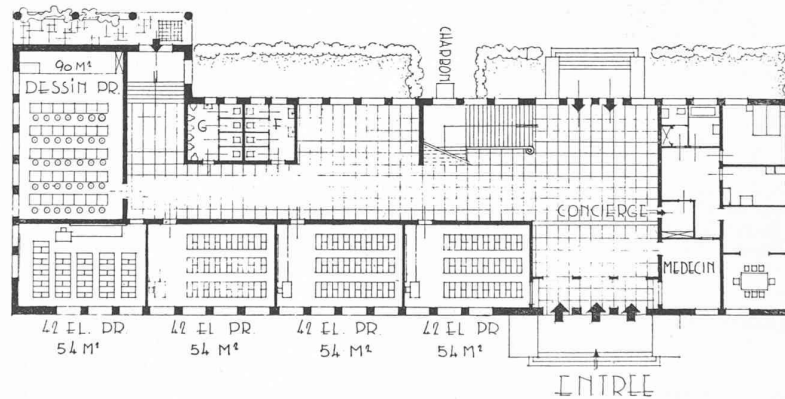 CHARBON
90 M²
DESSIN PR.
G
F
CONCIERGE
MEDECIN
42 EL. PR.
54 M²
42 EL PR.
54 M²
42 EL PR.
54 M²
42 EL PR
54 M²
ENTREE